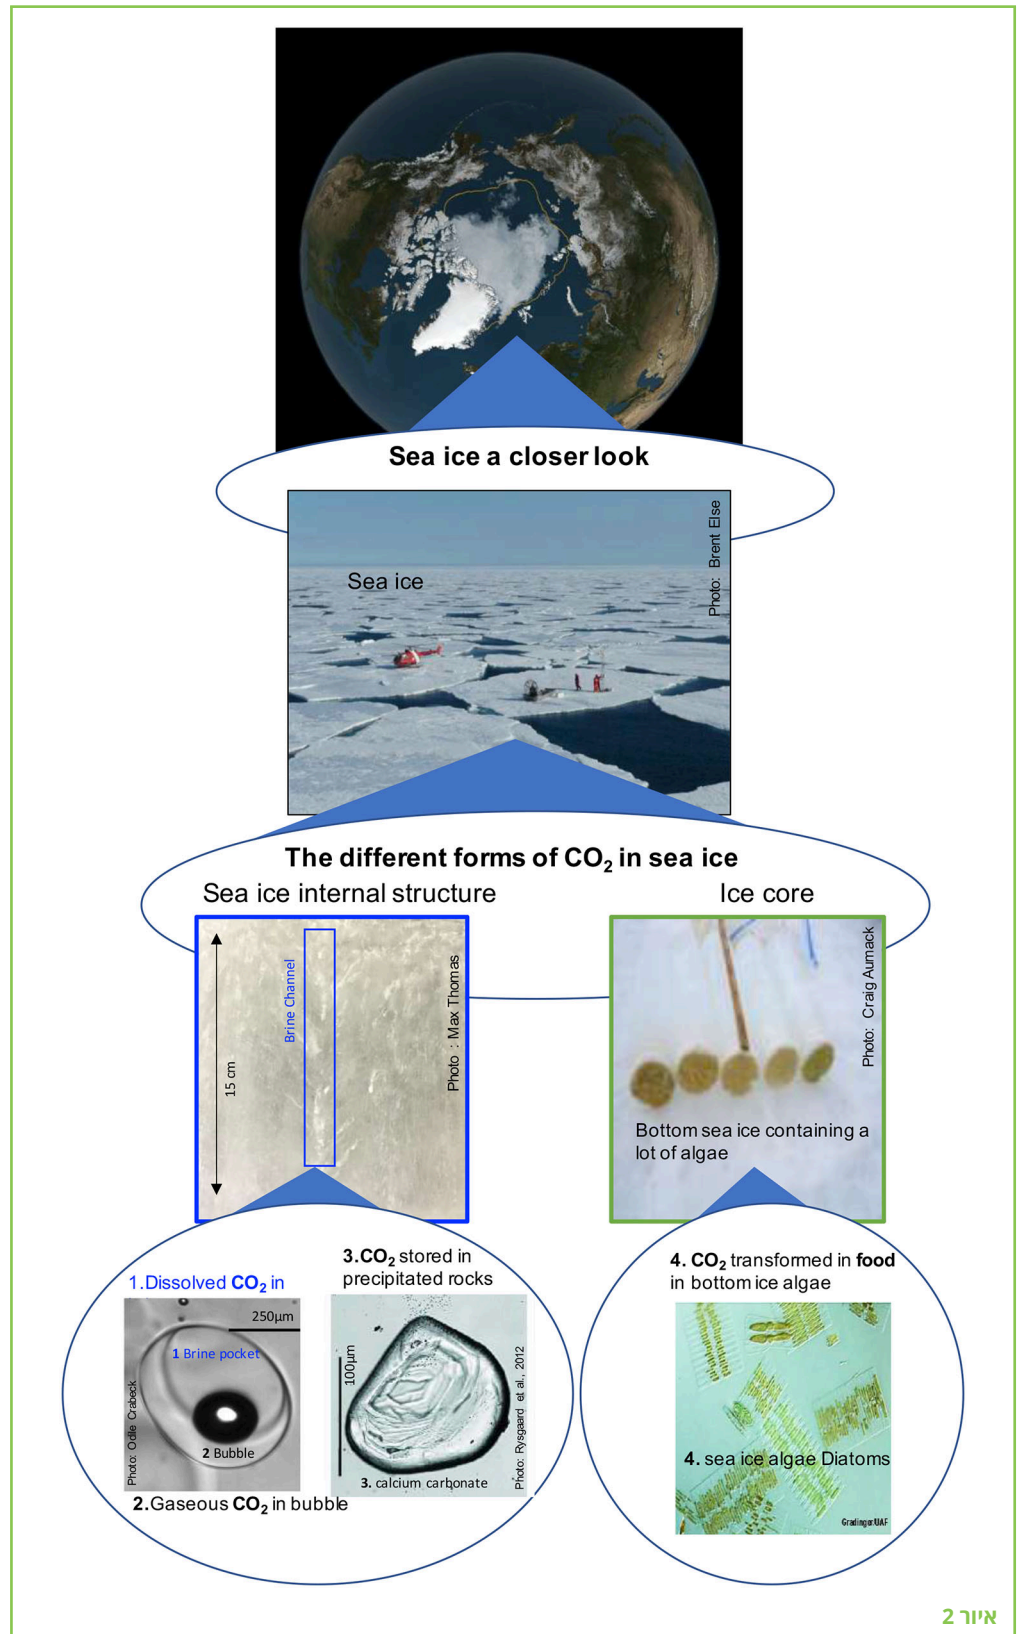 Sea ice a closer look
Sea ice
Photo: Brent Else
The different forms of CO₂ in sea ice
Sea ice internal structure
Ice core
15 cm
Brine Channel
Photo : Max Thomas
Photo: Craig Aumack
Bottom sea ice containing a
lot of algae
1.Dissolved CO₂ in
250µm
1 Brine pocket
2 Bubble
Photo: Odile Crabeck
2.Gaseous CO₂ in bubble
3.CO₂ stored in
precipitated rocks
100µm
3. calcium carbonate
Photo: Rysgaard et al., 2012
4. CO₂ transformed in food
in bottom ice algae
4. sea ice algae Diatoms
Gradinger:UAF
איור 2